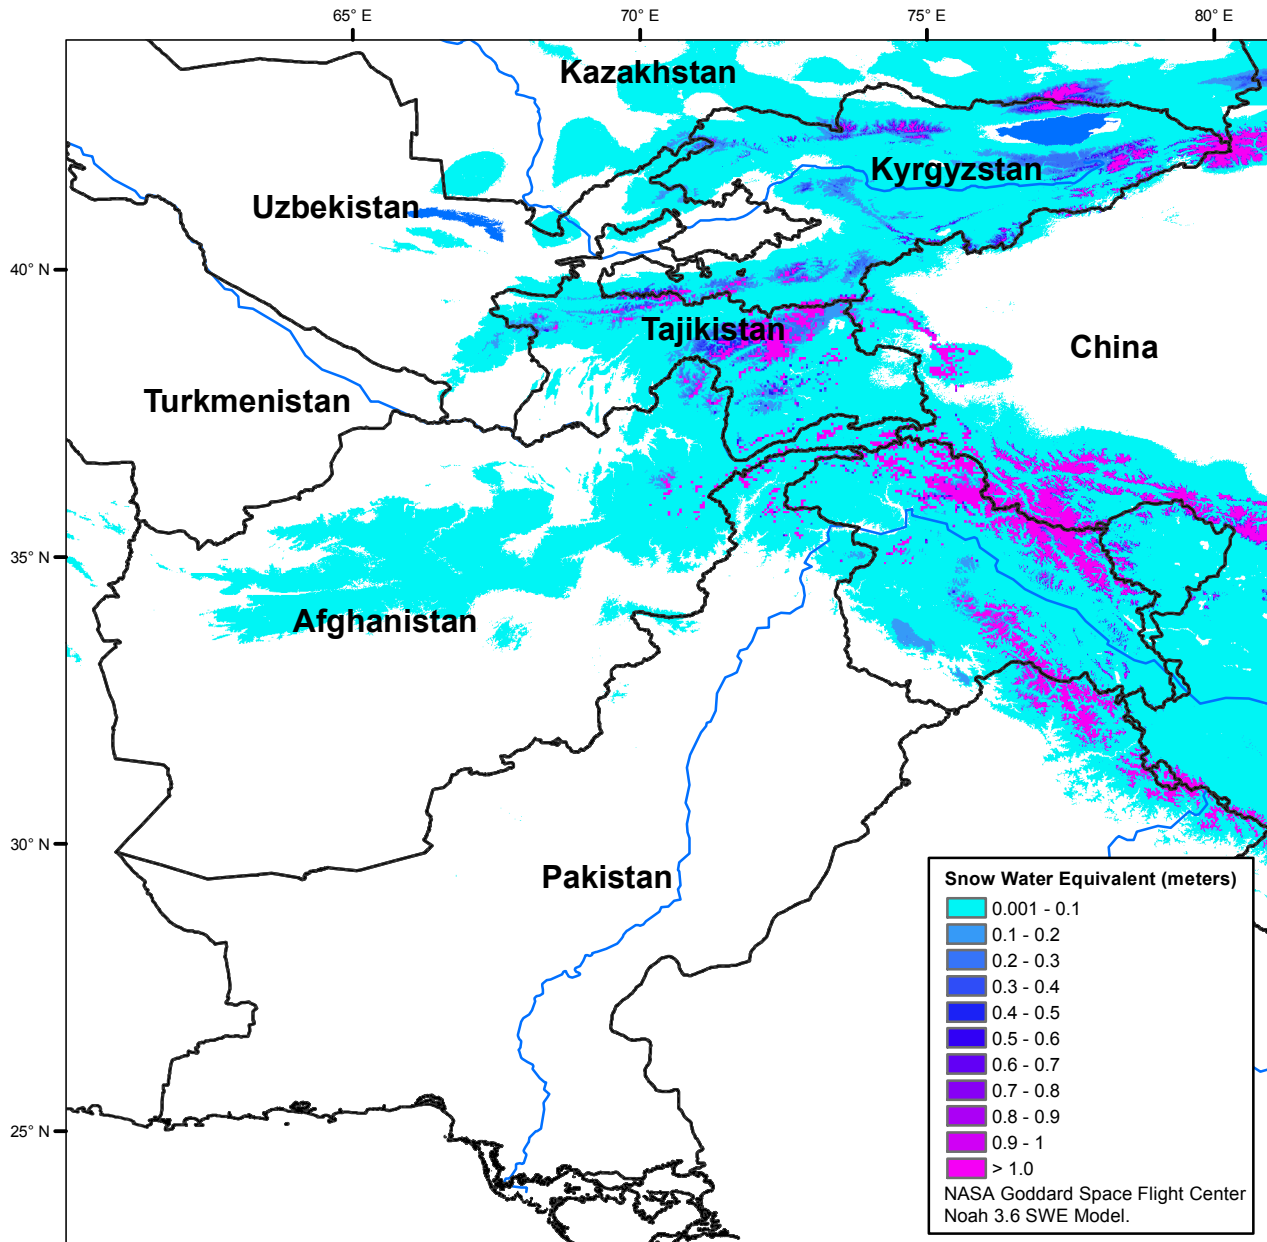 65° E
70° E
75° E
80° E
Kazakhstan
Kyrgyzstan
Uzbekistan
40° N
Tajikistan
China
Turkmenistan
35° N
Afghanistan
30° N
Pakistan
25° N
Snow Water Equivalent (meters)
0.001 - 0.1
0.1 - 0.2
0.2 - 0.3
0.3 - 0.4
0.4 - 0.5
0.5 - 0.6
0.6 - 0.7
0.7 - 0.8
0.8 - 0.9
0.9 - 1
> 1.0
NASA Goddard Space Flight Center
Noah 3.6 SWE Model.